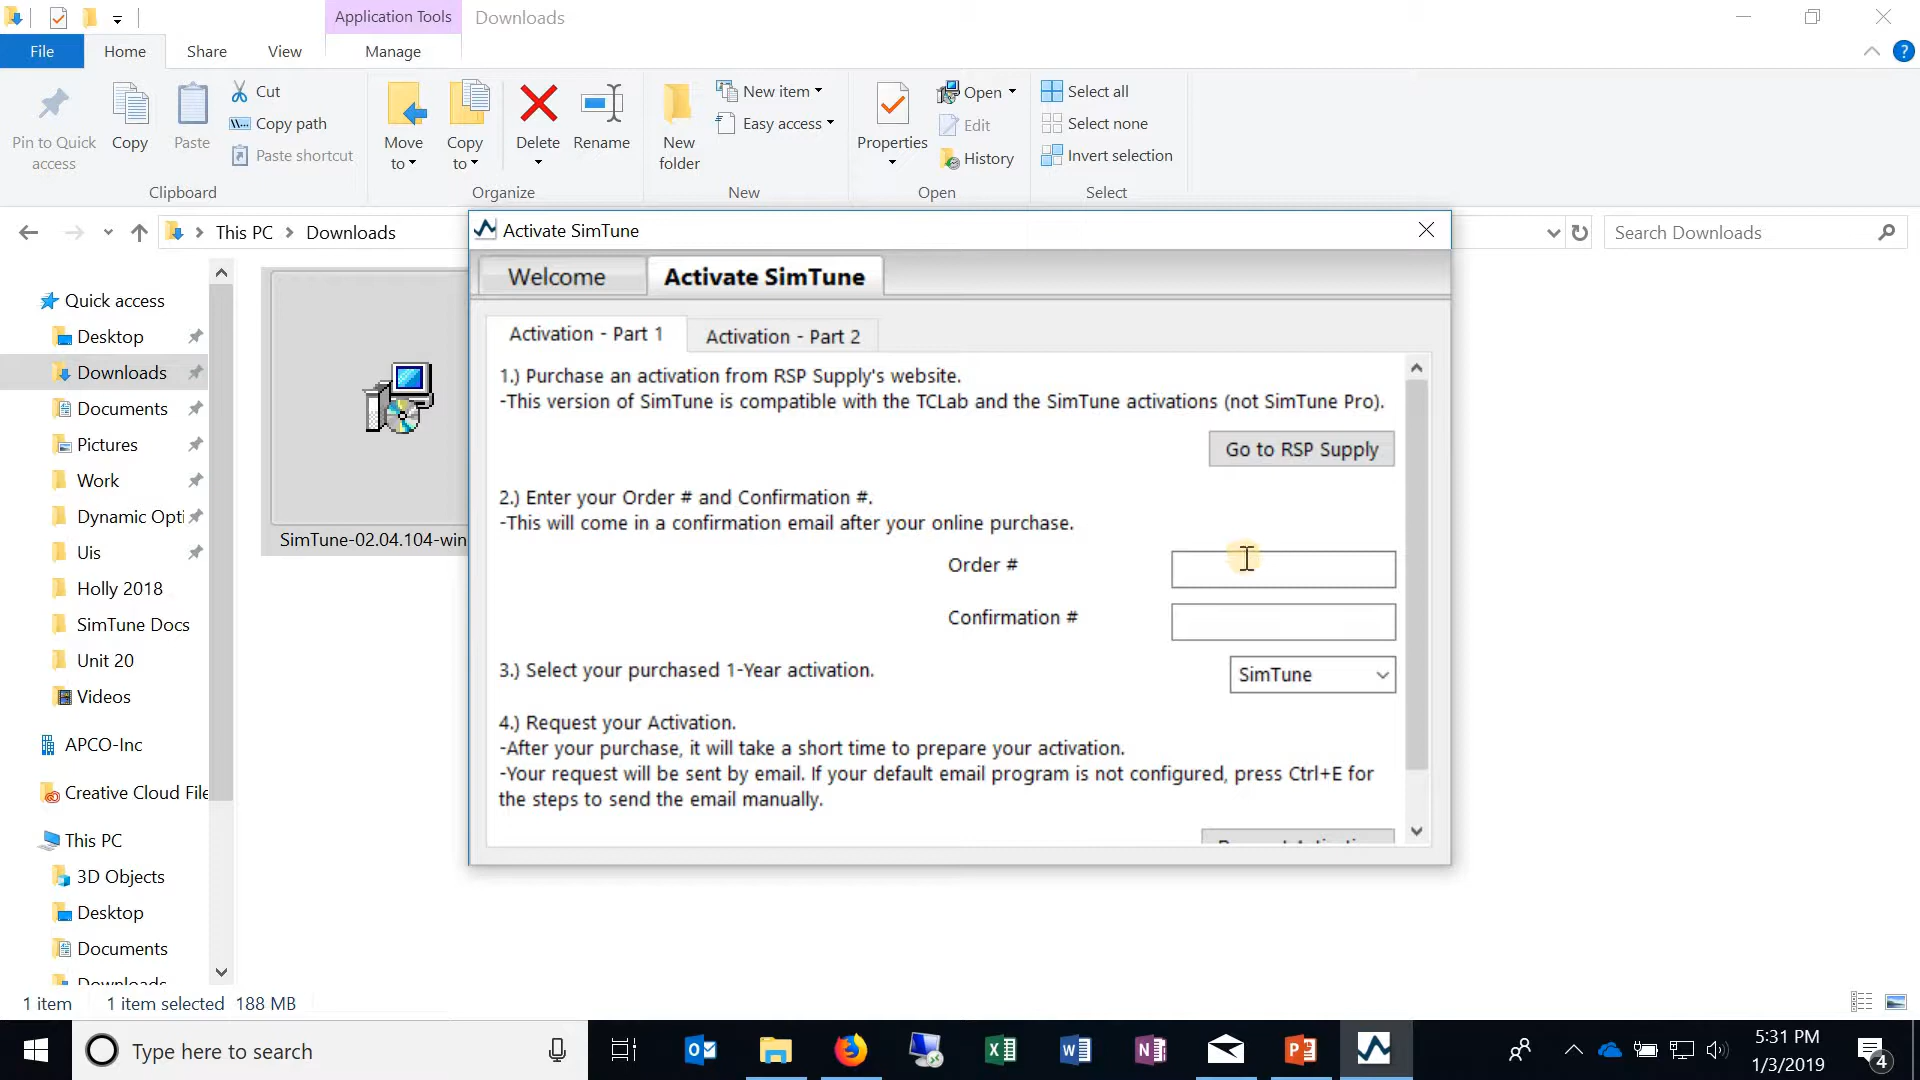 Application Tools
Downloads
File
Home
Share
View
Manage
Pin to Quick access
Copy
Paste
Cut
Copy path
Paste shortcut
Clipboard
Move to
Copy to
Delete
Rename
Organize
New folder
New item
Easy access
New
Properties
Open
Edit
History
Open
Select all
Select none
Invert selection
Select
This PC
Downloads
Search Downloads
Quick access
Desktop
Downloads
Documents
Pictures
Work
Dynamic Opti
Uis
Holly 2018
SimTune Docs
Unit 20
Videos
APCO-Inc
Creative Cloud File
This PC
3D Objects
Desktop
Documents
Downloads
SimTune-02.04.104-win
Activate SimTune
Welcome
Activate SimTune
Activation - Part 1
Activation - Part 2
1.) Purchase an activation from RSP Supply's website.
-This version of SimTune is compatible with the TCLab and the SimTune activations (not SimTune Pro).
Go to RSP Supply
2.) Enter your Order # and Confirmation #.
-This will come in a confirmation email after your online purchase.
Order #
Confirmation #
3.) Select your purchased 1-Year activation.
SimTune
4.) Request your Activation.
-After your purchase, it will take a short time to prepare your activation.
-Your request will be sent by email. If your default email program is not configured, press Ctrl+E for
the steps to send the email manually.
1 item
1 item selected
188 MB
Type here to search
5:31 PM
1/3/2019
4